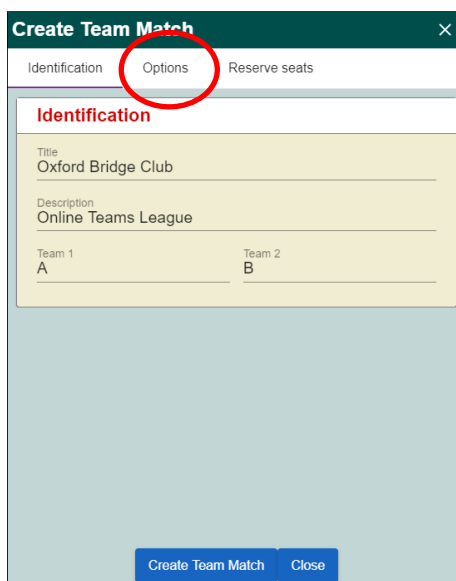 Create Team Match ×
Identification Options Reserve seats
Identification
Title
Oxford Bridge Club
Description
Online Teams League
Team 1 Team 2
A B
Create Team Match Close